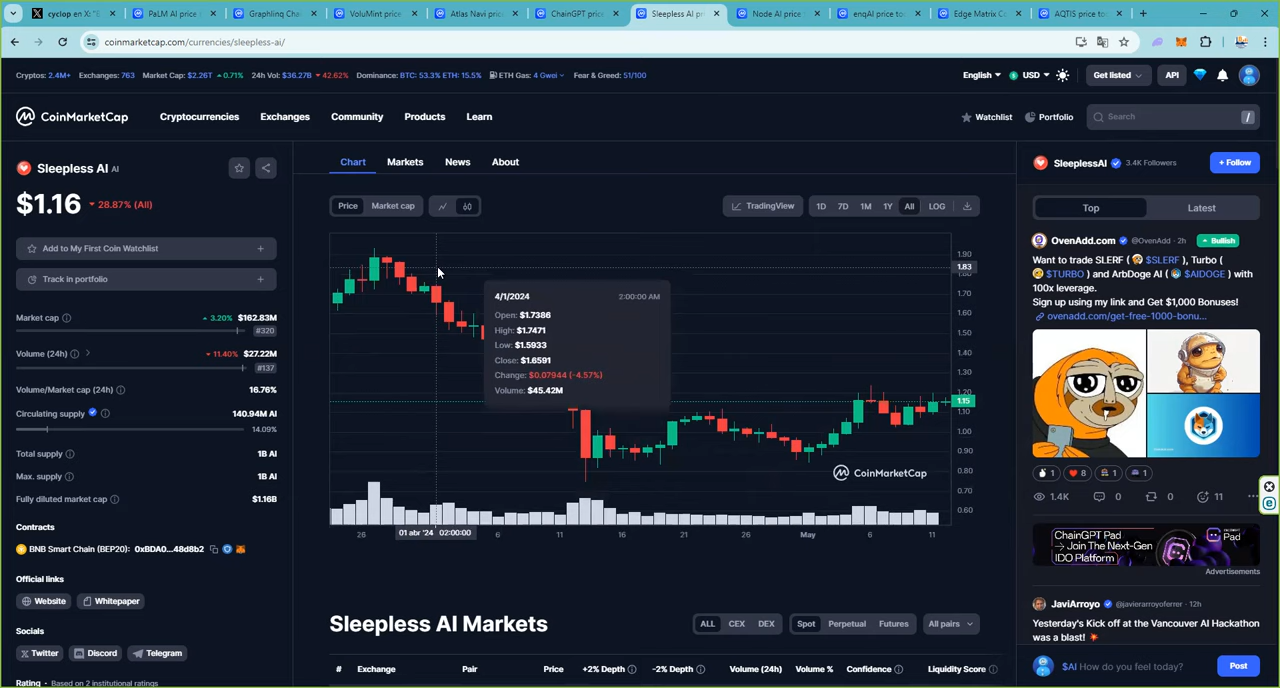 cyclop en X: "
PaLM AI price
Graphlinq Cha
VoluMint price
Atlas Navi price
ChainGPT price
Sleepless AI pr
Node AI price
enqAI price to
Edge Matrix C
AQTIS price to
coinmarketcap.com/currencies/sleepless-ai/
Cryptos: 2.4M+ Exchanges: 763 Market Cap: $2.26T 0.71% 24h Vol: $36.27B 42.62% Dominance: BTC: 53.3% ETH: 15.5% ETH Gas: 4 Gwei Fear & Greed: 51/100
English USD Get listed API
CoinMarketCap
Cryptocurrencies Exchanges Community Products Learn
Watchlist Portfolio Search /
Sleepless AI AI
$1.16 28.87% (All)
Add to My First Coin Watchlist +
Track in portfolio +
Market cap 3.20% $162.83M
#320
Volume (24h) 11.40% $27.22M
#137
Volume/Market cap (24h) 16.76%
Circulating supply 140.94M AI
14.09%
Total supply 1B AI
Max. supply 1B AI
Fully diluted market cap $1.16B
Contracts
BNB Smart Chain (BEP20): 0xBDA0...48d8b2
Official links
Website Whitepaper
Socials
Twitter Discord Telegram
Rating · Based on 2 institutional ratings
Chart Markets News About
Price Market cap
TradingView 1D 7D 1M 1Y All LOG
1.90
1.83
1.80
1.70
1.60
1.50
1.40
1.30
1.20
1.15
1.10
1.00
0.90
0.80
0.70
0.60
4/1/2024 2:00:00 AM
Open: $1.7386
High: $1.7471
Low: $1.5933
Close: $1.6591
Change: $0.07944 (-4.57%)
Volume: $45.42M
CoinMarketCap
26 01 abr '24 02:00:00 6 11 16 21 26 May 6 11
Sleepless AI Markets
ALL CEX DEX Spot Perpetual Futures All pairs
# Exchange Pair Price +2% Depth -2% Depth Volume (24h) Volume % Confidence Liquidity Score
SleeplessAI 3.4K Followers
+ Follow
Top Latest
OvenAdd.com @OvenAdd · 2h Bullish
Want to trade SLERF ( $SLERF ), Turbo (
$TURBO ) and ArbDoge AI ( $AIDOGE ) with
100x leverage.
Sign up using my link and Get $1,000 Bonuses!
ovenadd.com/get-free-1000-bonu...
1 8 1 1
1.4K 0 0 11
ChainGPT Pad
→ Join The Next-Gen
IDO Platform
Pad
Advertisements
JaviArroyo @javierarroyoferrer · 12h
Yesterday's Kick off at the Vancouver AI Hackathon
was a blast!
$AI How do you feel today?
Post